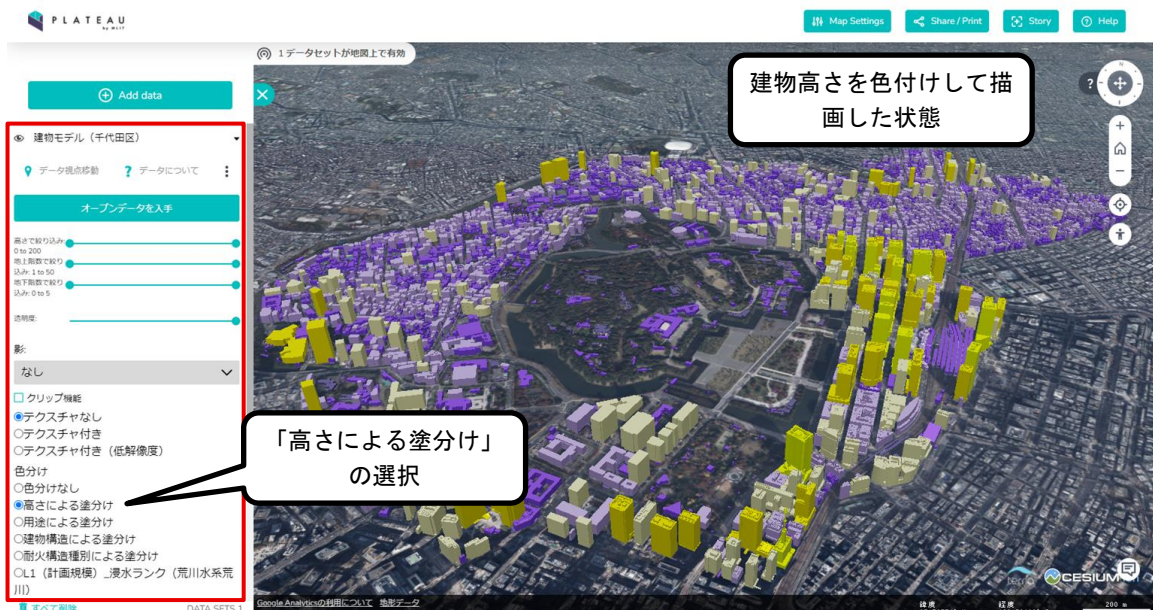 PLATEAU
by MLIT
Map Settings
Share / Print
Story
Help
1データセットが地図上で有効
Add data
建物モデル（千代田区）
データ視点移動
? データについて
オープンデータを入手
高さで絞り込み:
0 to 200
地上階数で絞り
込み: 1 to 50
地下階数で絞り
込み: 0 to 5
透明度:
影:
なし
クリップ機能
テクスチャなし
テクスチャ付き
テクスチャ付き（低解像度）
色分け
色分けなし
高さによる塗分け
用途による塗分け
建物構造による塗分け
耐火構造種別による塗分け
L1（計画規模）_浸水ランク（荒川水系荒
川）
すべて削除
DATA SETS 1
建物高さを色付けして描
画した状態
「高さによる塗分け」
の選択
N
?
terria
CESIUM
Google Analyticsの利用について 地形データ
緯度
経度
200 m